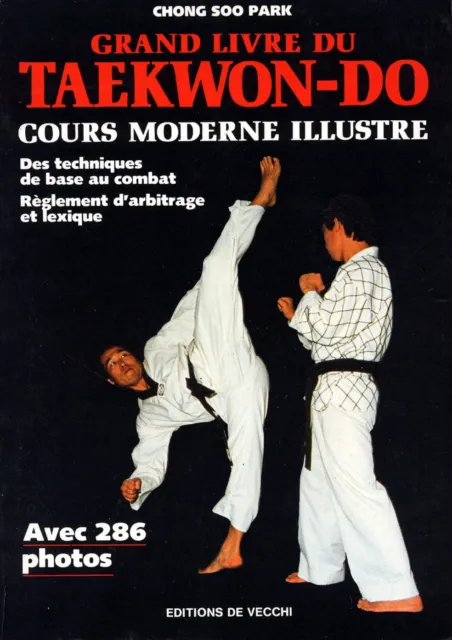 CHONG SOO PARK
GRAND LIVRE DU
TAEKWON-DO
COURS MODERNE ILLUSTRE
Des techniques
de base au combat
Règlement d'arbitrage
et lexique
Avec 286
photos
EDITIONS DE VECCHI